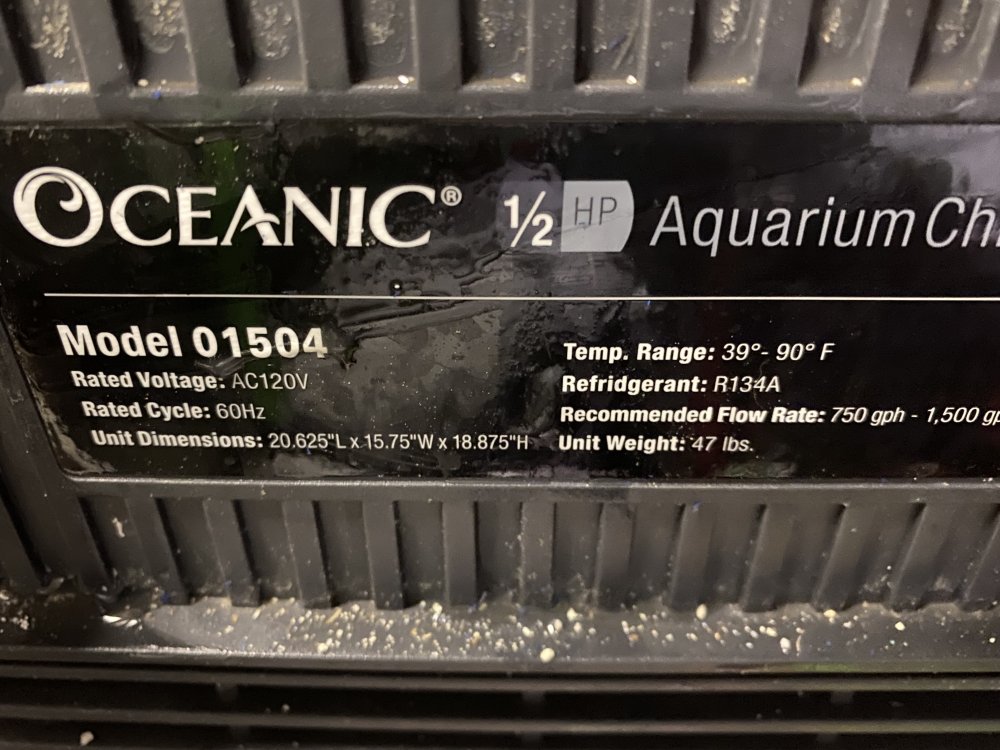 OCEANIC® 1/2 HP Aquarium Ch
Model 01504
Rated Voltage: AC120V
Rated Cycle: 60Hz
Unit Dimensions: 20.625"L x 15.75"W x 18.875"H
Temp. Range: 39°- 90° F
Refridgerant: R134A
Recommended Flow Rate: 750 gph - 1,500 gp
Unit Weight: 47 lbs.